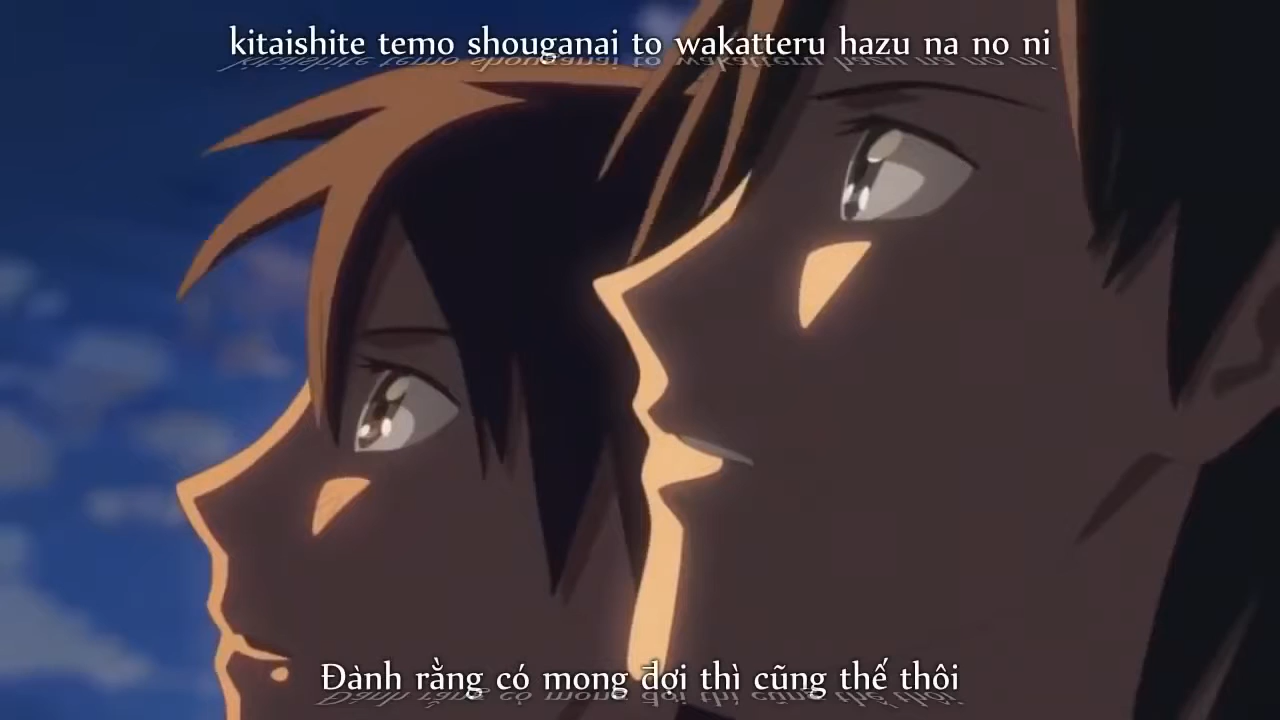 kitaishite temo shouganai to wakatteru hazu na no ni
Đành rằng có mong đợi thì cũng thế thôi